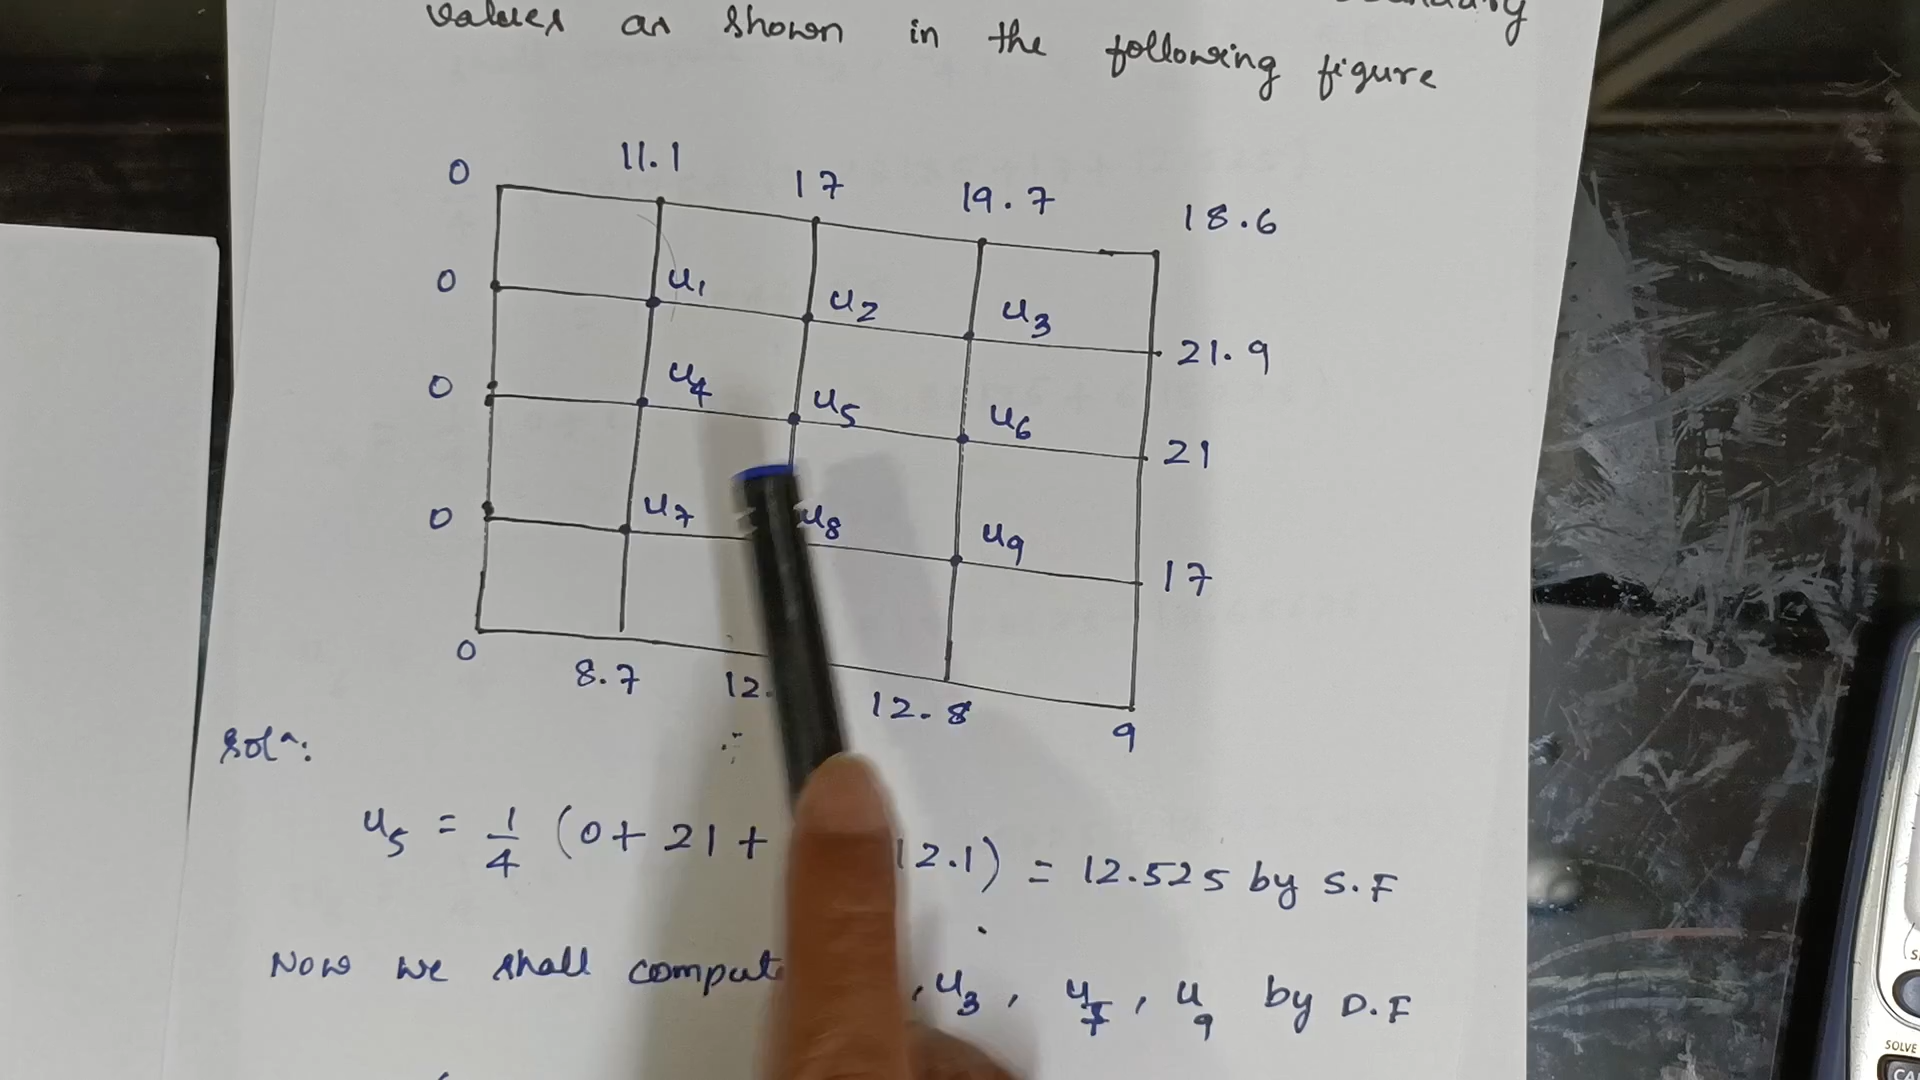 values as shown in the following figure
0 11.1 17 19.7 18.6
0 u1 u2 u3 21.9
0 u4 u5 u6 21
0 u7 u8 u9 17
0 8.7 12. 12.8 9
Solⁿ:
u5 = 1/4 (0 + 21 + 12.1) = 12.525 by S.F
Now we shall , u3, u7, u9 by D.F
SOLVE